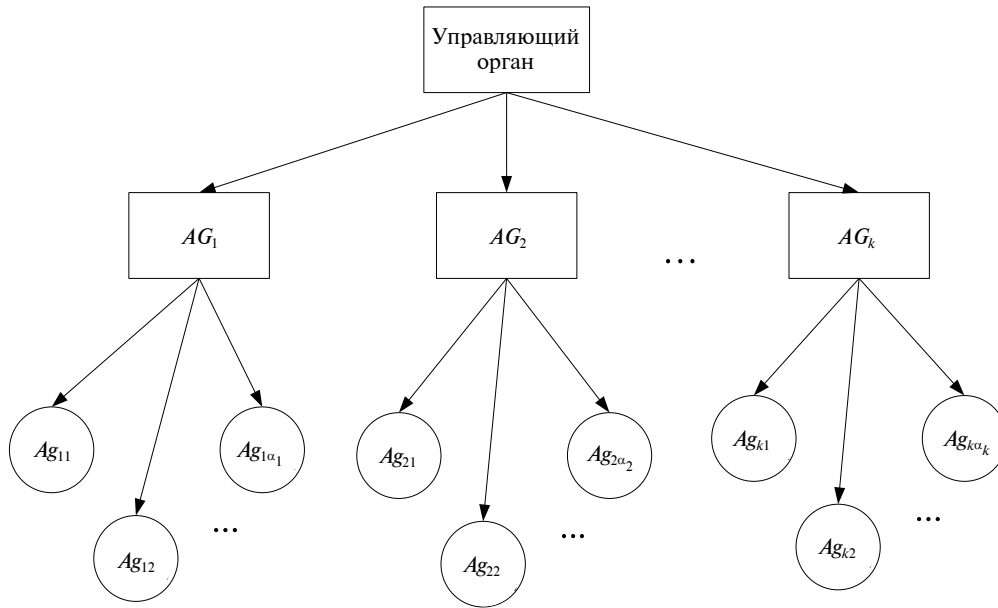 Управляющий
орган
AG₁
AG₂
...
AGₖ
Ag₁₁
Ag₁α₁
Ag₂₁
Ag₂α₂
Agₖ₁
Agₖαₖ
Ag₁₂
...
Ag₂₂
...
Agₖ₂
...